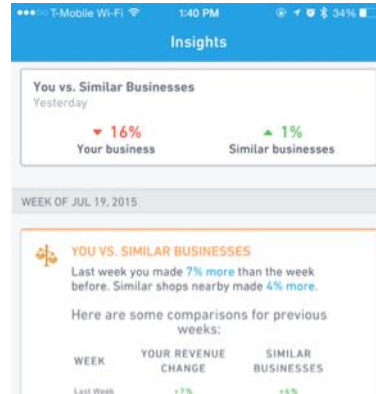 T-Mobile Wi-Fi 1:40 PM 34%
Insights
You vs. Similar Businesses
Yesterday
▼ 16% ▲ 1%
Your business Similar businesses
WEEK OF JUL 19, 2015
YOU VS. SIMILAR BUSINESSES
Last week you made 7% more than the week
before. Similar shops nearby made 4% more.
Here are some comparisons for previous
weeks:
WEEK YOUR REVENUE CHANGE SIMILAR BUSINESSES
Last Week +7%